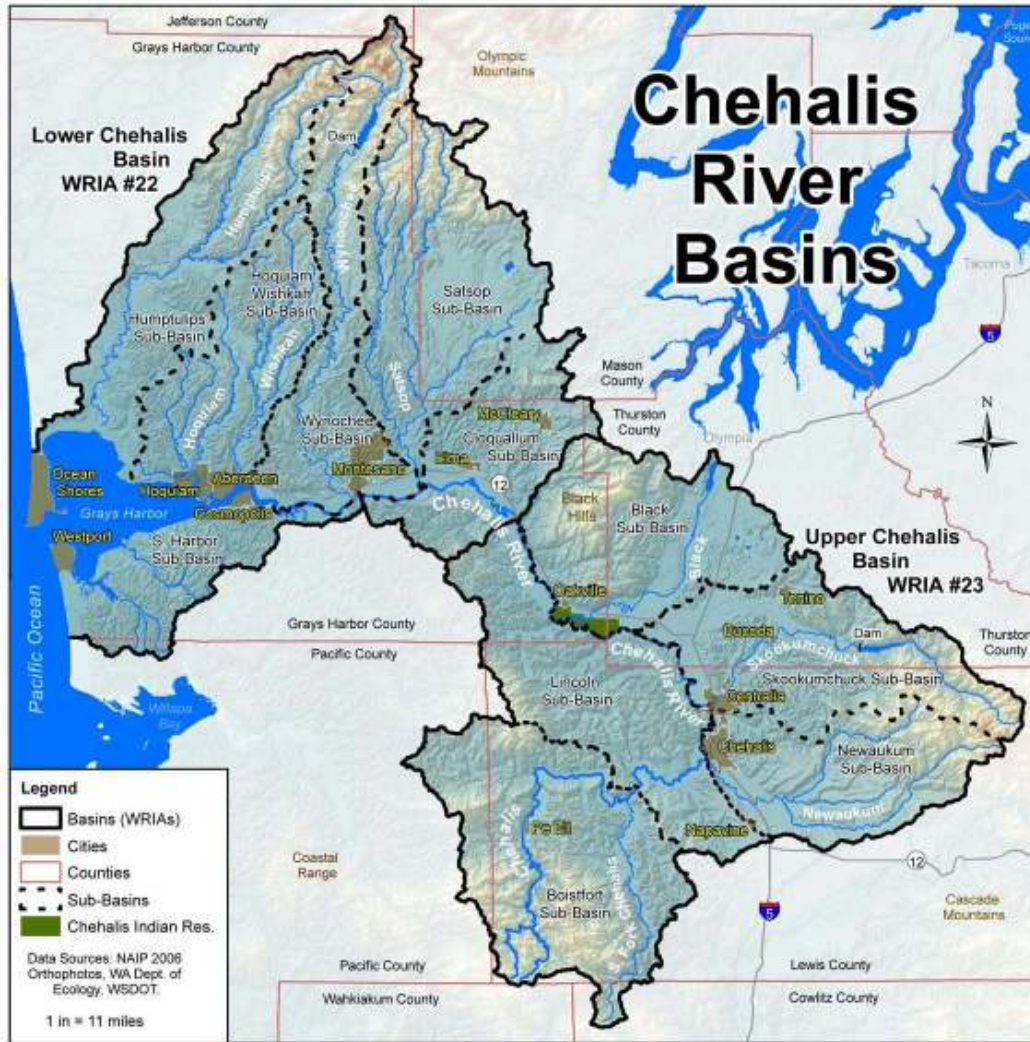 Jefferson County
Grays Harbor County
Olympic
Mountains
Puget
Sound
Chehalis
River
Basins
Lower Chehalis
Basin
WRIA #22
Dam
Humptulips
Wynoochee
Hoquiam
Wishkah
Sub-Basin
Satsop
Sub-Basin
Tacoma
5
Humptulips
Sub-Basin
Wishkah
Satsop
Hoquiam
Mason
County
Thurston
County
N
McCleary
Wynochee
Sub-Basin
Cloquallum
Sub-Basin
Olympia
Ocean
Shores
Hoquiam
Aberdeen
Montesano
Elma
12
Grays Harbor
Cosmopolis
Westport
S. Harbor
Sub-Basin
Chehalis River
Black
Hills
Black
Sub-Basin
Black
Upper Chehalis
Basin
WRIA #23
Oakville
Tenino
Pacific Ocean
Grays Harbor County
Pacific County
Bucoda
Dam
Thurston
County
Chehalis River
Skookumchuck
Skookumchuck Sub-Basin
Lincoln
Sub-Basin
Centralia
Willapa
Bay
Chehalis
Newaukum
Sub-Basin
Newaukum
Legend
Basins (WRIAs)
Cities
Counties
Sub-Basins
Chehalis Indian Res.
Data Sources: NAIP 2006
Orthophotos, WA Dept. of
Ecology, WSDOT.
1 in = 11 miles
Chehalis
Pe Ell
Napavine
12
Coastal
Range
Boistfort
Sub-Basin
5
Cascade
Mountains
Pacific County
Lewis County
Wahkiakum County
Cowlitz County